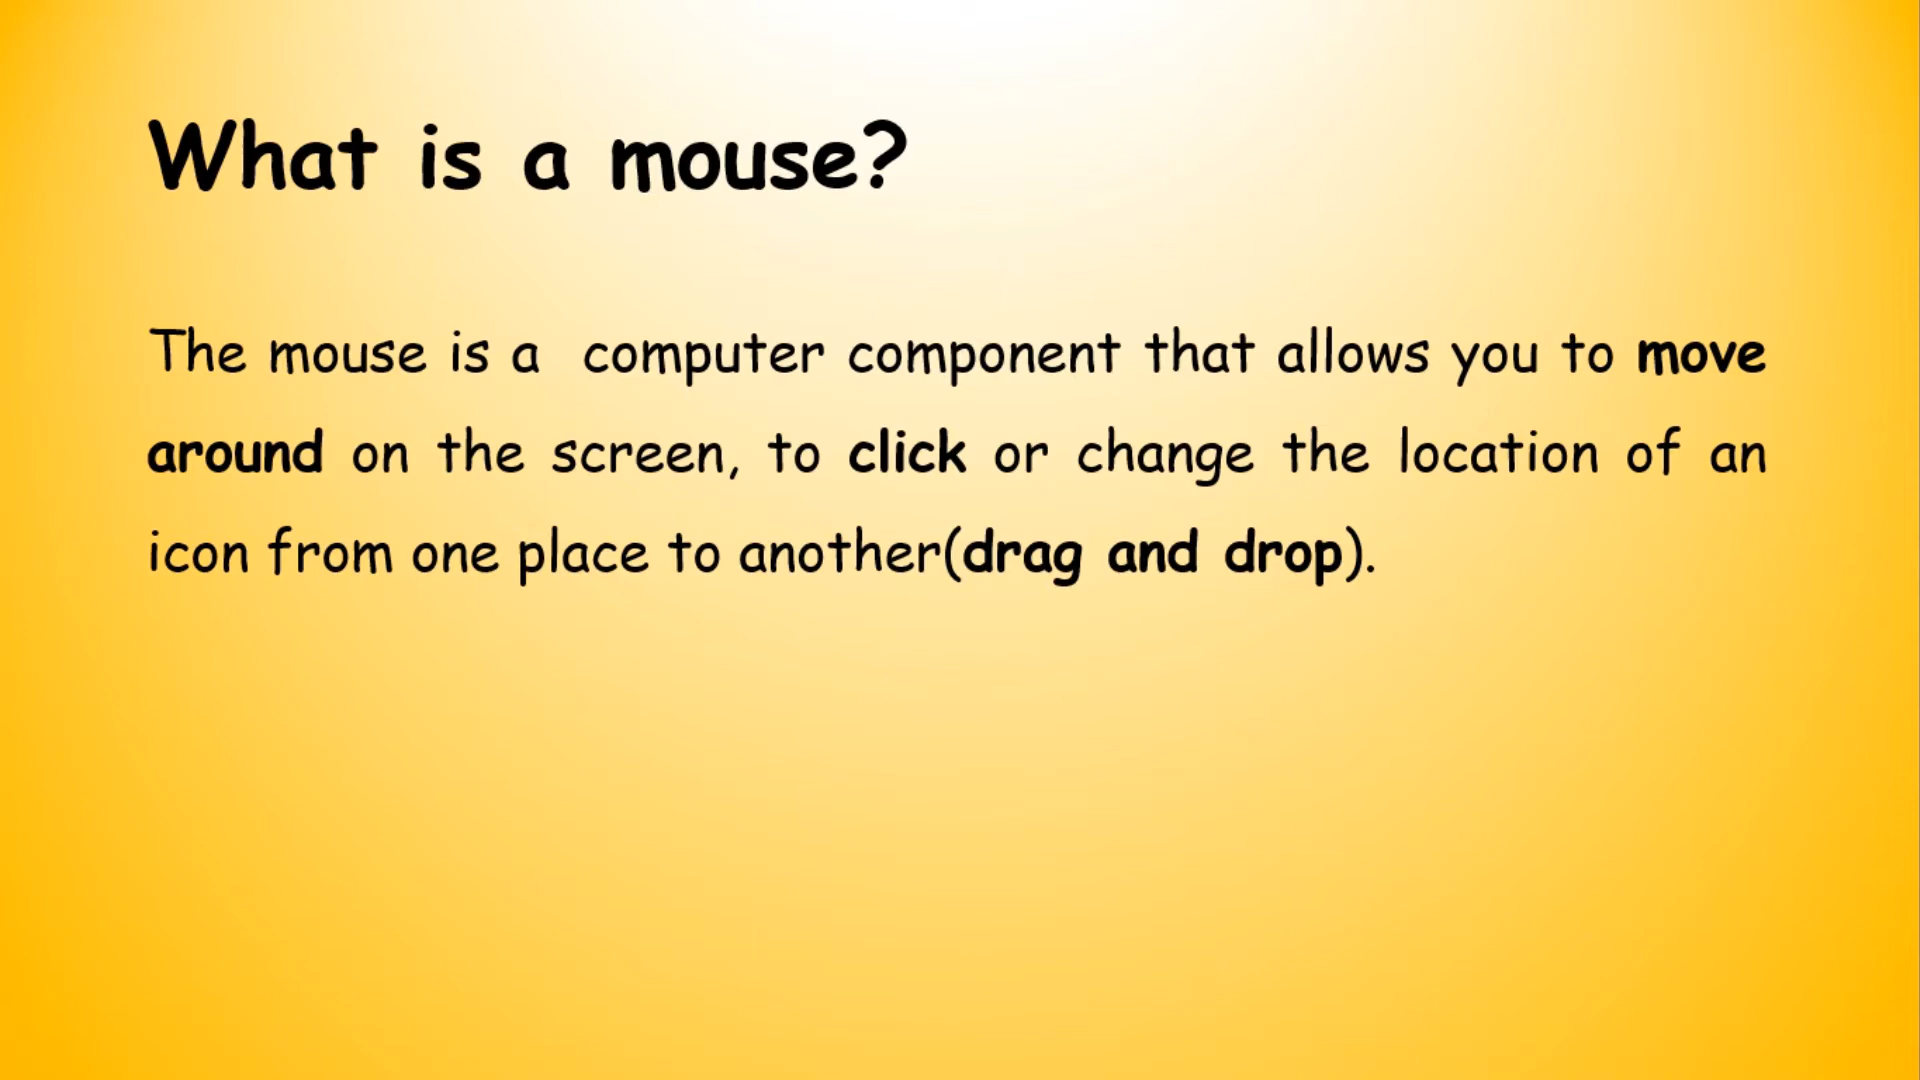 What is a mouse?
The mouse is a  computer component that allows you to move
around on the screen, to click or change the location of an
icon from one place to another(drag and drop).